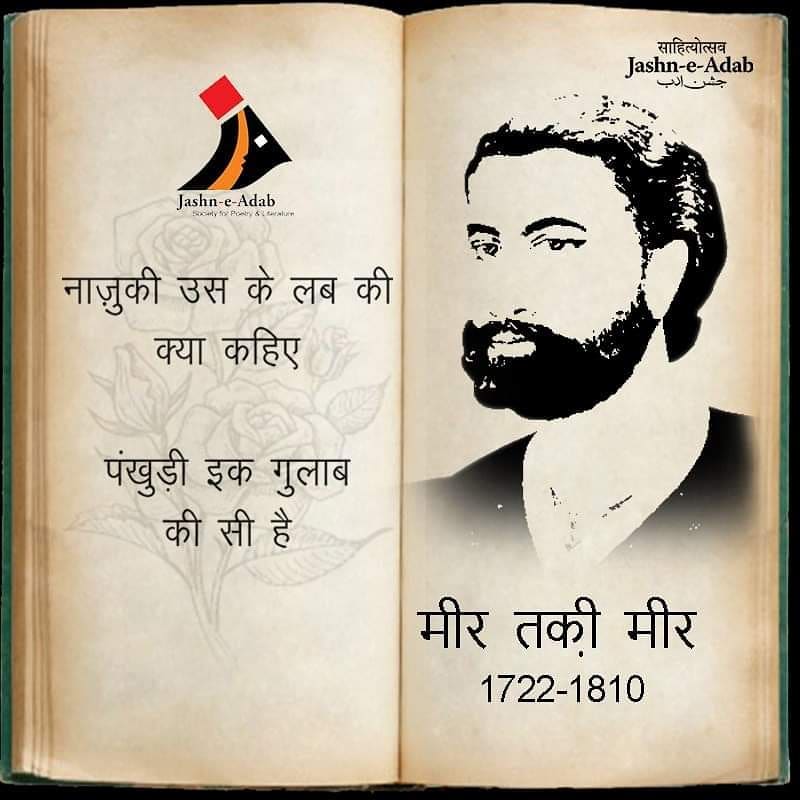 Jashn-e-Adab
Society for Poetry & Literature
नाज़ुकी उस के लब की
क्या कहिए
पंखुड़ी इक गुलाब
की सी है
साहित्योत्सव
Jashn-e-Adab
جشن ادب
मीर तक़ी मीर
1722-1810